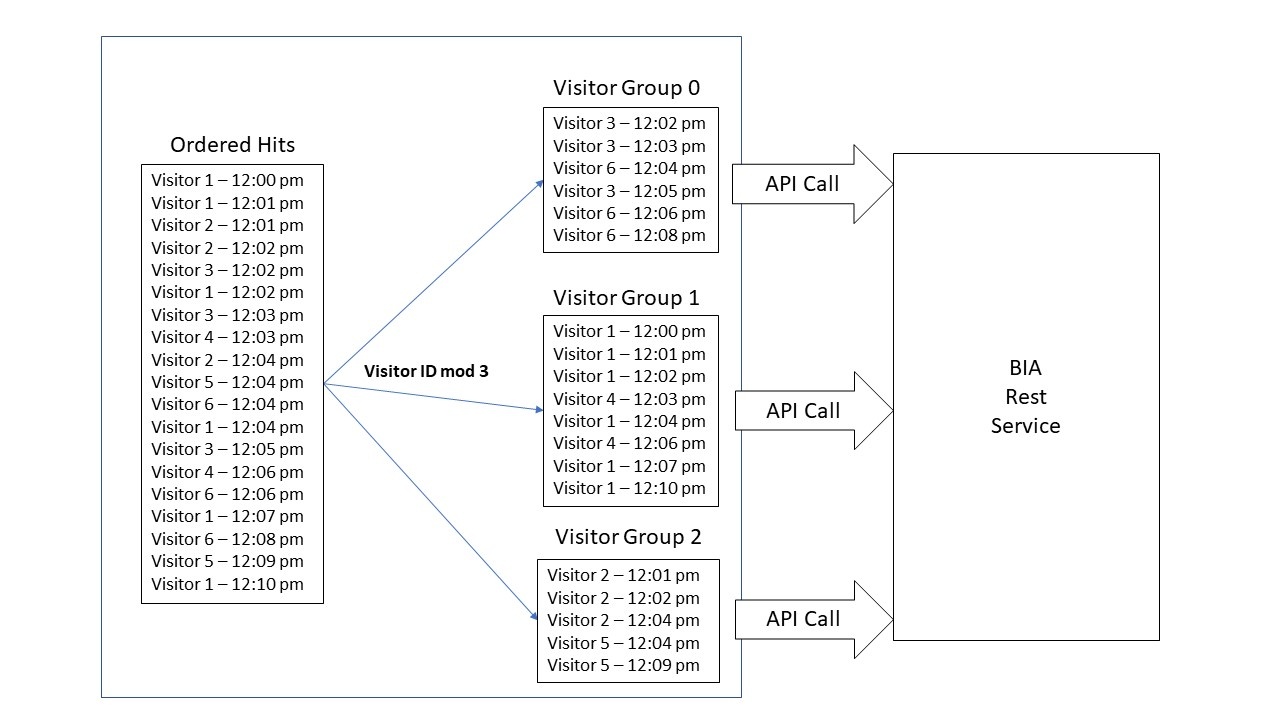 Ordered Hits
Visitor 1 – 12:00 pm
Visitor 1 – 12:01 pm
Visitor 2 – 12:01 pm
Visitor 2 – 12:02 pm
Visitor 3 – 12:02 pm
Visitor 1 – 12:02 pm
Visitor 3 – 12:03 pm
Visitor 4 – 12:03 pm
Visitor 2 – 12:04 pm
Visitor 5 – 12:04 pm
Visitor 6 – 12:04 pm
Visitor 1 – 12:04 pm
Visitor 3 – 12:05 pm
Visitor 4 – 12:06 pm
Visitor 6 – 12:06 pm
Visitor 1 – 12:07 pm
Visitor 6 – 12:08 pm
Visitor 5 – 12:09 pm
Visitor 1 – 12:10 pm
Visitor ID mod 3
Visitor Group 0
Visitor 3 – 12:02 pm
Visitor 3 – 12:03 pm
Visitor 6 – 12:04 pm
Visitor 3 – 12:05 pm
Visitor 6 – 12:06 pm
Visitor 6 – 12:08 pm
Visitor Group 1
Visitor 1 – 12:00 pm
Visitor 1 – 12:01 pm
Visitor 1 – 12:02 pm
Visitor 4 – 12:03 pm
Visitor 1 – 12:04 pm
Visitor 4 – 12:06 pm
Visitor 1 – 12:07 pm
Visitor 1 – 12:10 pm
Visitor Group 2
Visitor 2 – 12:01 pm
Visitor 2 – 12:02 pm
Visitor 2 – 12:04 pm
Visitor 5 – 12:04 pm
Visitor 5 – 12:09 pm
API Call
API Call
API Call
BIA
Rest
Service